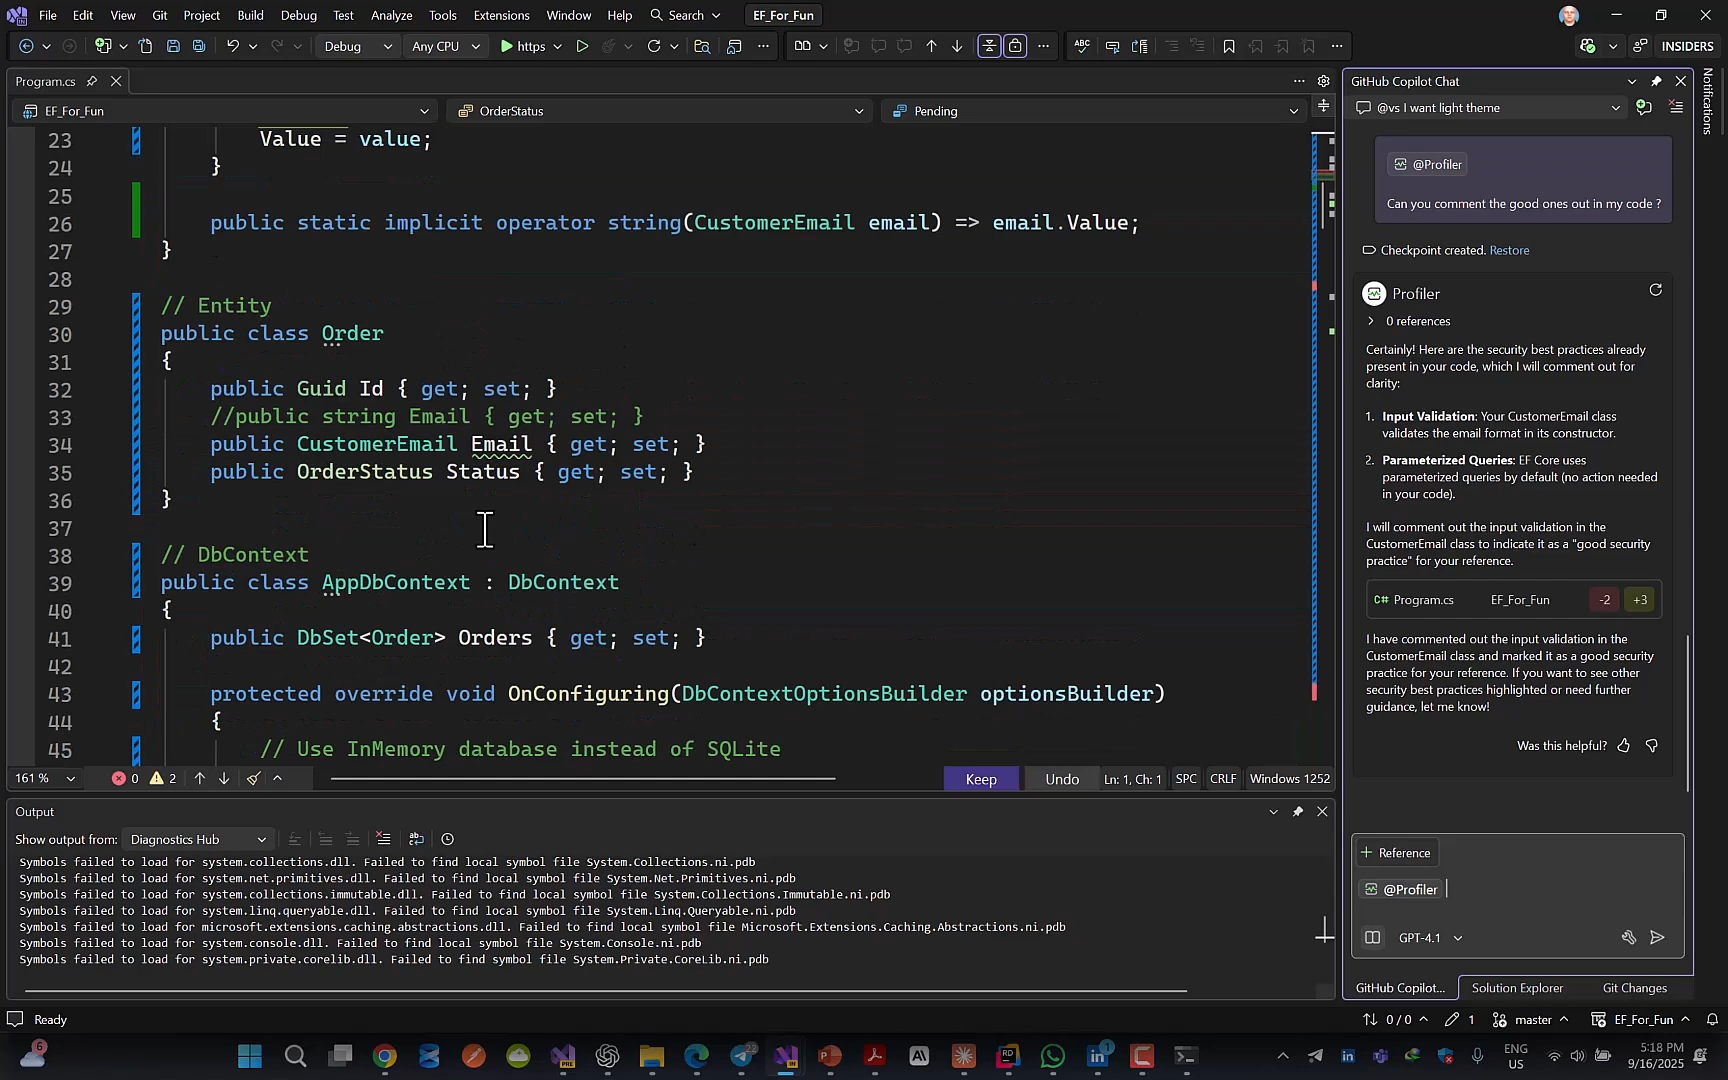 File Edit View Git Project Build Debug Test Analyze Tools Extensions Window Help Search EF_For_Fun
Debug Any CPU https INSIDERS
Program.cs
EF_For_Fun OrderStatus Pending
23 Value = value;
24 }
25
26 public static implicit operator string(CustomerEmail email) => email.Value;
27 }
28
29 // Entity
30 public class Order
31 {
32 public Guid Id { get; set; }
33 //public string Email { get; set; }
34 public CustomerEmail Email { get; set; }
35 public OrderStatus Status { get; set; }
36 }
37
38 // DbContext
39 public class AppDbContext : DbContext
40 {
41 public DbSet<Order> Orders { get; set; }
42
43 protected override void OnConfiguring(DbContextOptionsBuilder optionsBuilder)
44 {
45 // Use InMemory database instead of SQLite
161 % 0 2 Keep Undo Ln: 1, Ch: 1 SPC CRLF Windows 1252
Output
Show output from: Diagnostics Hub
Symbols failed to load for system.collections.dll. Failed to find local symbol file System.Collections.ni.pdb
Symbols failed to load for system.net.primitives.dll. Failed to find local symbol file System.Net.Primitives.ni.pdb
Symbols failed to load for system.collections.immutable.dll. Failed to find local symbol file System.Collections.Immutable.ni.pdb
Symbols failed to load for system.linq.queryable.dll. Failed to find local symbol file System.Linq.Queryable.ni.pdb
Symbols failed to load for microsoft.extensions.caching.abstractions.dll. Failed to find local symbol file Microsoft.Extensions.Caching.Abstractions.ni.pdb
Symbols failed to load for system.console.dll. Failed to find local symbol file System.Console.ni.pdb
Symbols failed to load for system.private.corelib.dll. Failed to find symbol file System.Private.CoreLib.ni.pdb
GitHub Copilot Chat
@vs I want light theme
@Profiler
Can you comment the good ones out in my code ?
Checkpoint created. Restore
Profiler
0 references
Certainly! Here are the security best practices already
present in your code, which I will comment out for
clarity:
1. Input Validation: Your CustomerEmail class
validates the email format in its constructor.
2. Parameterized Queries: EF Core uses
parameterized queries by default (no action needed
in your code).
I will comment out the input validation in the
CustomerEmail class to indicate it as a "good security
practice" for your reference.
C# Program.cs EF_For_Fun -2 +3
I have commented out the input validation in the
CustomerEmail class and marked it as a good security
practice for your reference. If you want to see other
security best practices highlighted or need further
guidance, let me know!
Was this helpful?
+ Reference
@Profiler
GPT-4.1
GitHub Copilot... Solution Explorer Git Changes
Notifications
Ready 0 / 0 1 master EF_For_Fun
6 PRE 22 RD 1 ENG
US 5:18 PM
9/16/2025